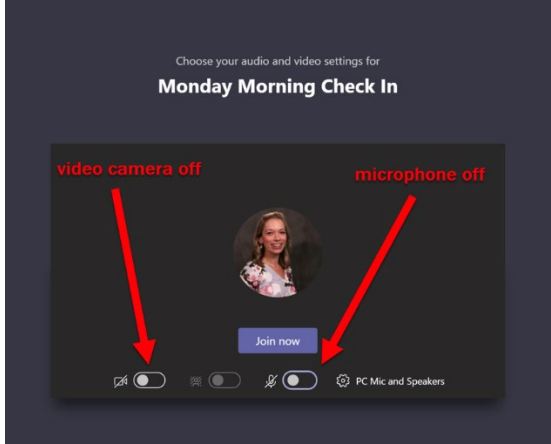 Choose your audio and video settings for
Monday Morning Check In
video camera off
microphone off
Join now
PC Mic and Speakers